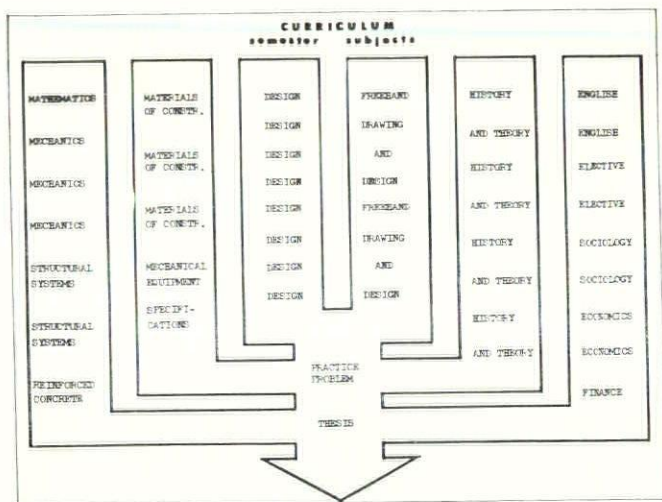 CURRICULUM
semester subjects
MATHEMATICS
MECHANICS
MECHANICS
MECHANICS
STRUCTURAL
SYSTEMS
STRUCTURAL
SYSTEMS
REINFORCED
CONCRETE
MATERIALS
OF CONSTR.
MATERIALS
OF CONSTR.
MATERIALS
OF CONSTR.
MECHANICAL
EQUIPMENT
SPECIFI-
CATIONS
DESIGN
DESIGN
DESIGN
DESIGN
DESIGN
DESIGN
DESIGN
DESIGN
FREEHAND
DRAWING
AND
DESIGN
FREEHAND
DRAWING
AND
DESIGN
HISTORY
AND THEORY
HISTORY
AND THEORY
HISTORY
AND THEORY
HISTORY
AND THEORY
ENGLISH
ENGLISH
ELECTIVE
ELECTIVE
SOCIOLOGY
SOCIOLOGY
ECONOMICS
ECONOMICS
FINANCE
PRACTICE
PROBLEM
THESIS